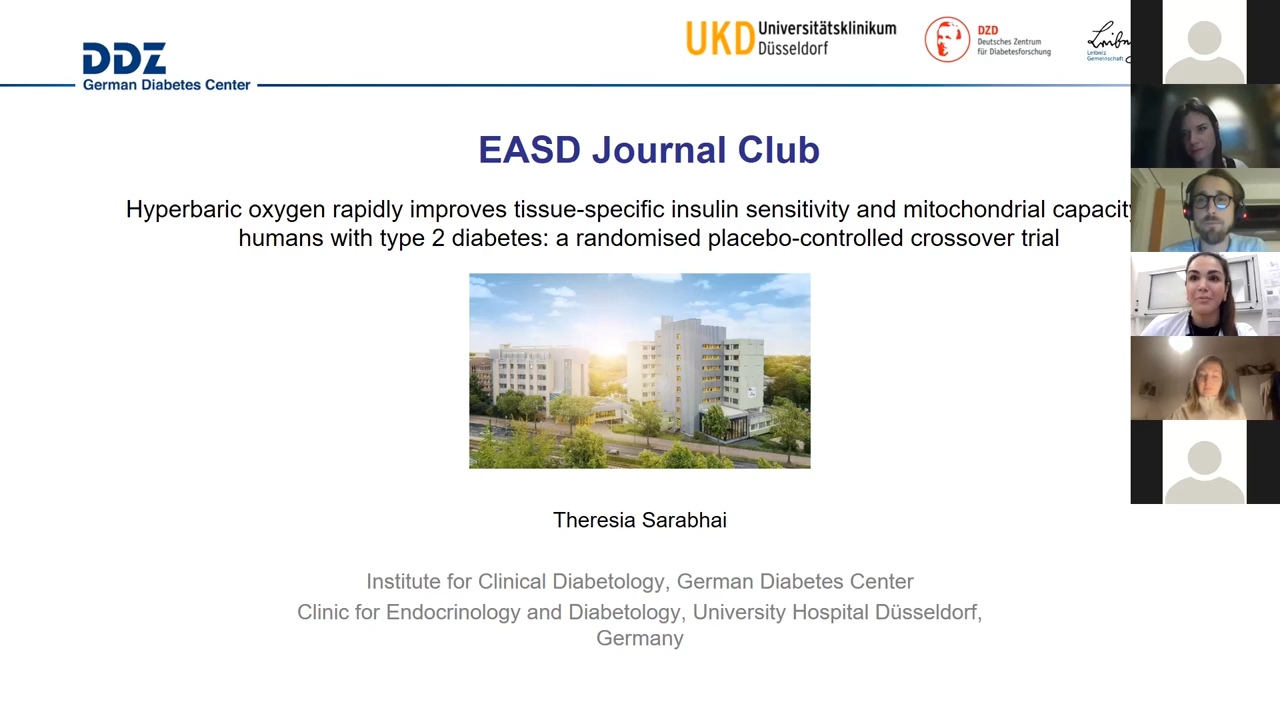 DDZ
German Diabetes Center
UKD Universitätsklinikum
Düsseldorf
DZD
Deutsches Zentrum
für Diabetesforschung
Leibniz
Gemeinschaft
EASD Journal Club
Hyperbaric oxygen rapidly improves tissue-specific insulin sensitivity and mitochondrial capacity
humans with type 2 diabetes: a randomised placebo-controlled crossover trial
Theresia Sarabhai
Institute for Clinical Diabetology, German Diabetes Center
Clinic for Endocrinology and Diabetology, University Hospital Düsseldorf,
Germany